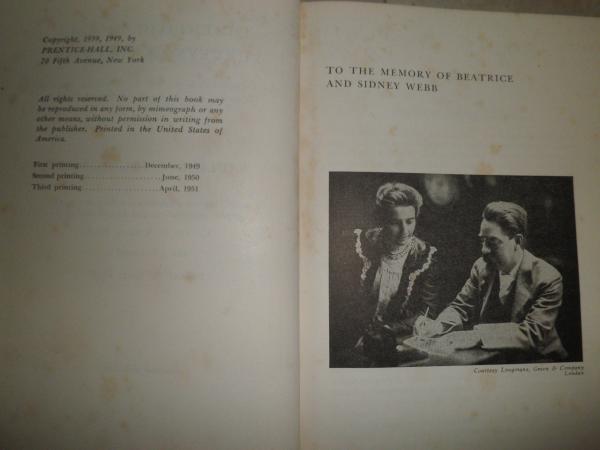 Copyright, 1939, 1949, by
PRENTICE-HALL, INC.
70 Fifth Avenue, New York
All rights reserved. No part of this book may
be reproduced in any form, by mimeograph or any
other means, without permission in writing from
the publisher. Printed in the United States of
America.
First printing....................December, 1949
Second printing........................June, 1950
Third printing.......................April, 1951
TO THE MEMORY OF BEATRICE
AND SIDNEY WEBB
Courtesy Longmans, Green & Company
London